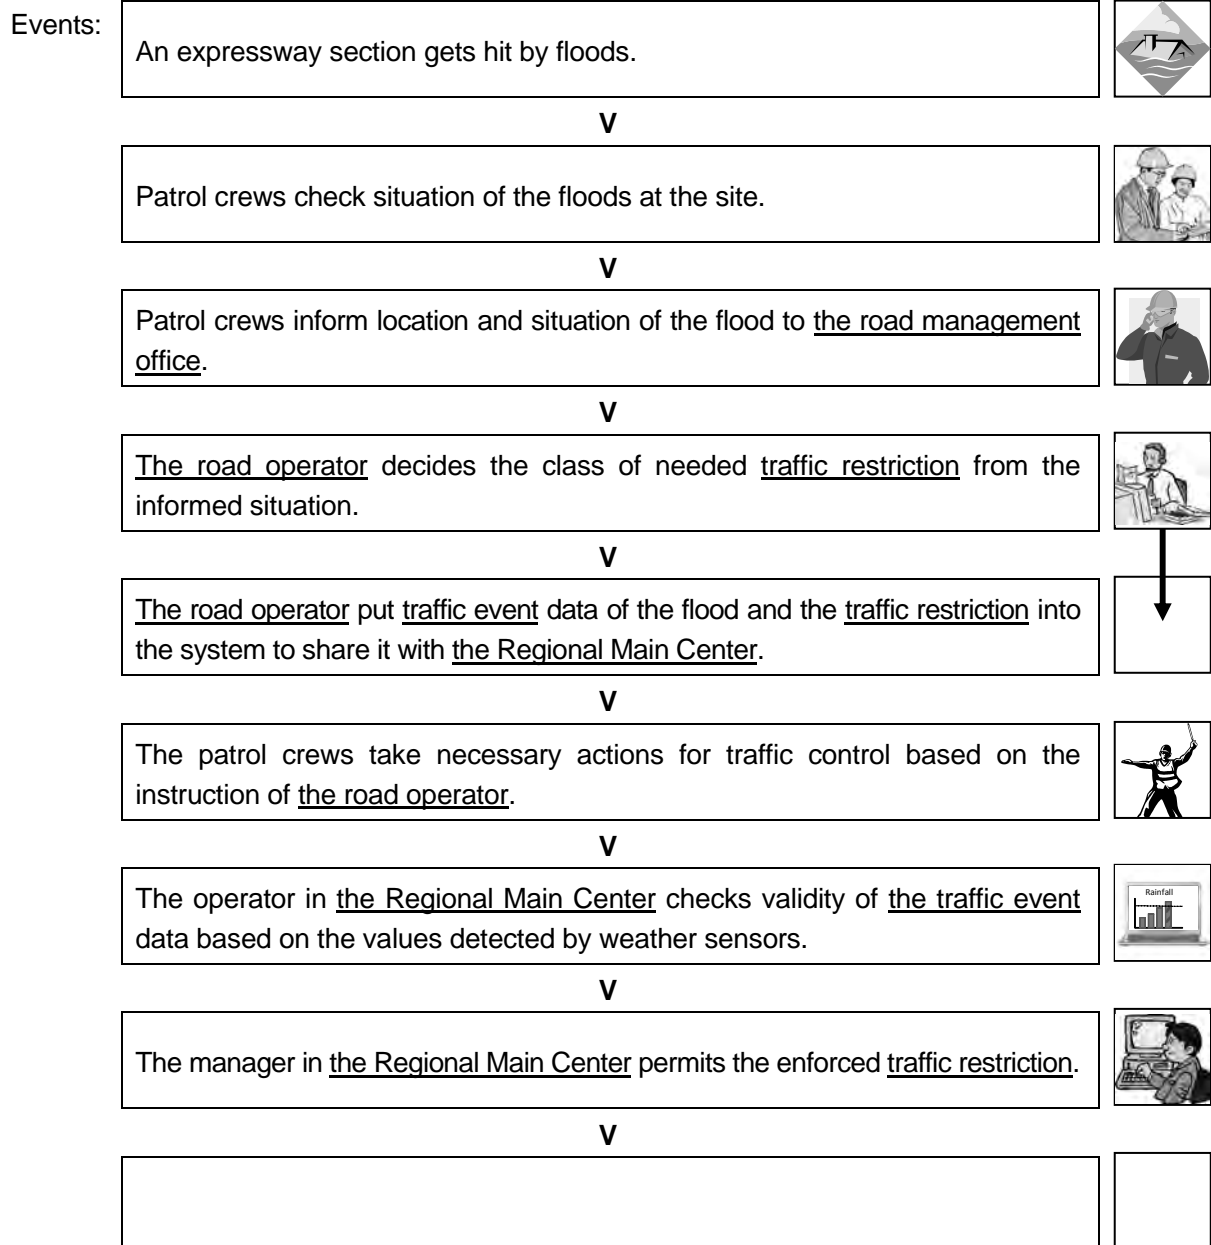 Events:
An expressway section gets hit by floods.
V
Patrol crews check situation of the floods at the site.
V
Patrol crews inform location and situation of the flood to the road management
office.
V
The road operator decides the class of needed traffic restriction from the
informed situation.
V
The road operator put traffic event data of the flood and the traffic restriction into
the system to share it with the Regional Main Center.
V
The patrol crews take necessary actions for traffic control based on the
instruction of the road operator.
V
The operator in the Regional Main Center checks validity of the traffic event
data based on the values detected by weather sensors.
Rainfall
V
The manager in the Regional Main Center permits the enforced traffic restriction.
V